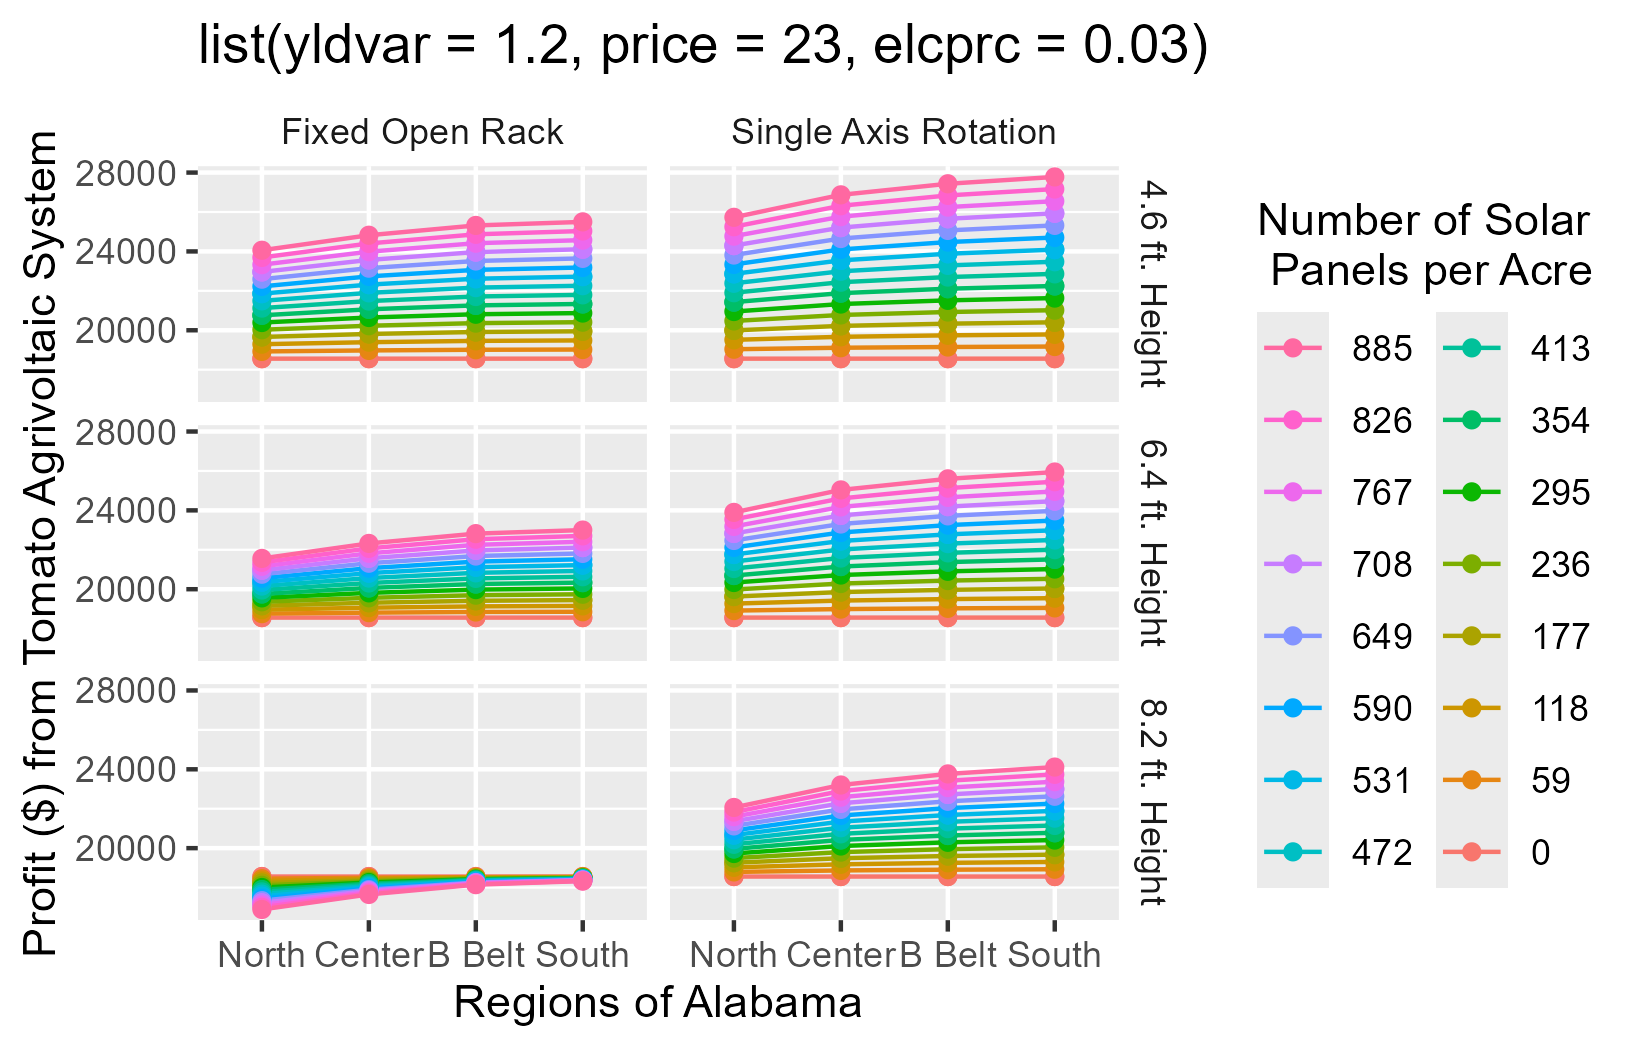 list(yldvar = 1.2, price = 23, elcprc = 0.03)
Profit ($) from Tomato Agrivoltaic System
Fixed Open Rack
Single Axis Rotation
28000
24000
20000
4.6 ft. Height
28000
24000
20000
6.4 ft. Height
28000
24000
20000
8.2 ft. Height
North Center B Belt South
North Center B Belt South
Regions of Alabama
Number of Solar
Panels per Acre
885
826
767
708
649
590
531
472
413
354
295
236
177
118
59
0